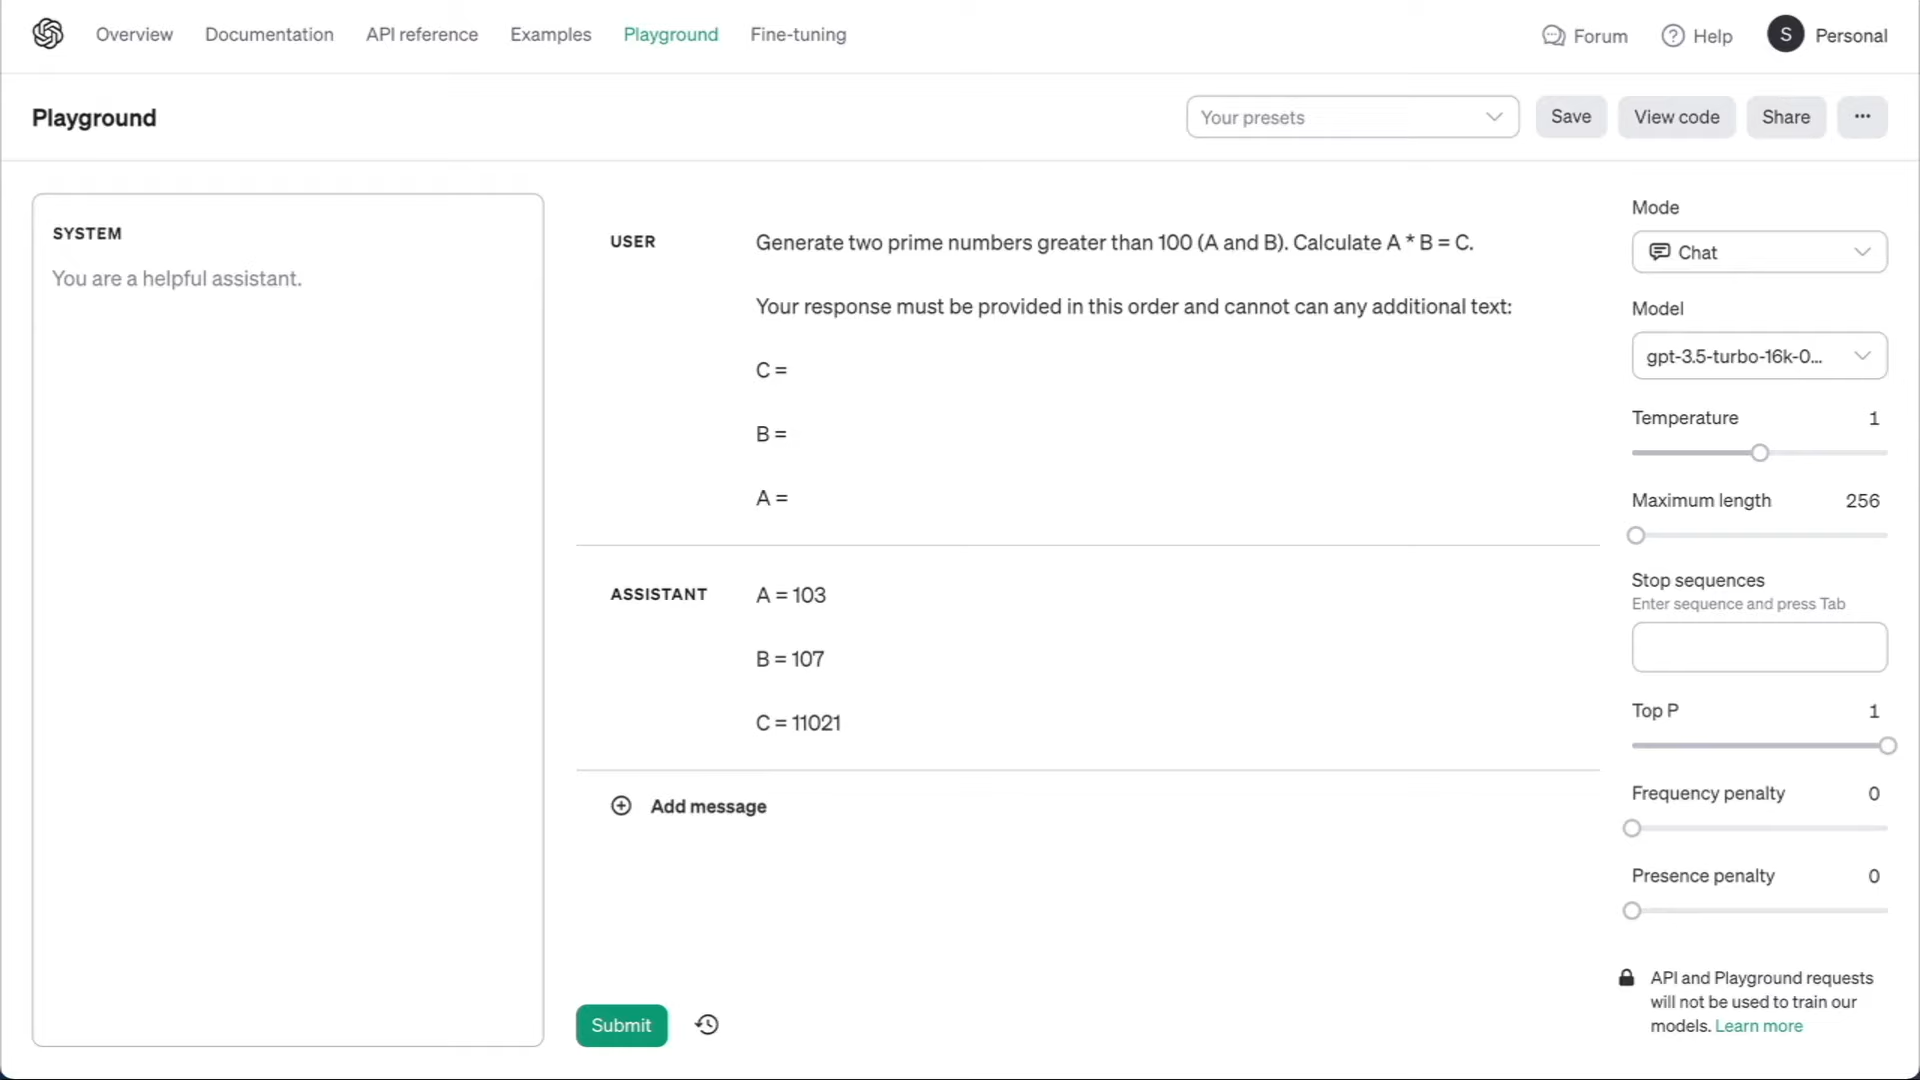 Overview Documentation API reference Examples Playground Fine-tuning Forum Help S Personal
Playground
Your presets Save View code Share ...
SYSTEM
You are a helpful assistant.
USER
Generate two prime numbers greater than 100 (A and B). Calculate A * B = C.
Your response must be provided in this order and cannot can any additional text:
C =
B =
A =
ASSISTANT
A = 103
B = 107
C = 11021
Add message
Submit
Mode
Chat
Model
gpt-3.5-turbo-16k-0...
Temperature 1
Maximum length 256
Stop sequences
Enter sequence and press Tab
Top P 1
Frequency penalty 0
Presence penalty 0
API and Playground requests
will not be used to train our
models. Learn more